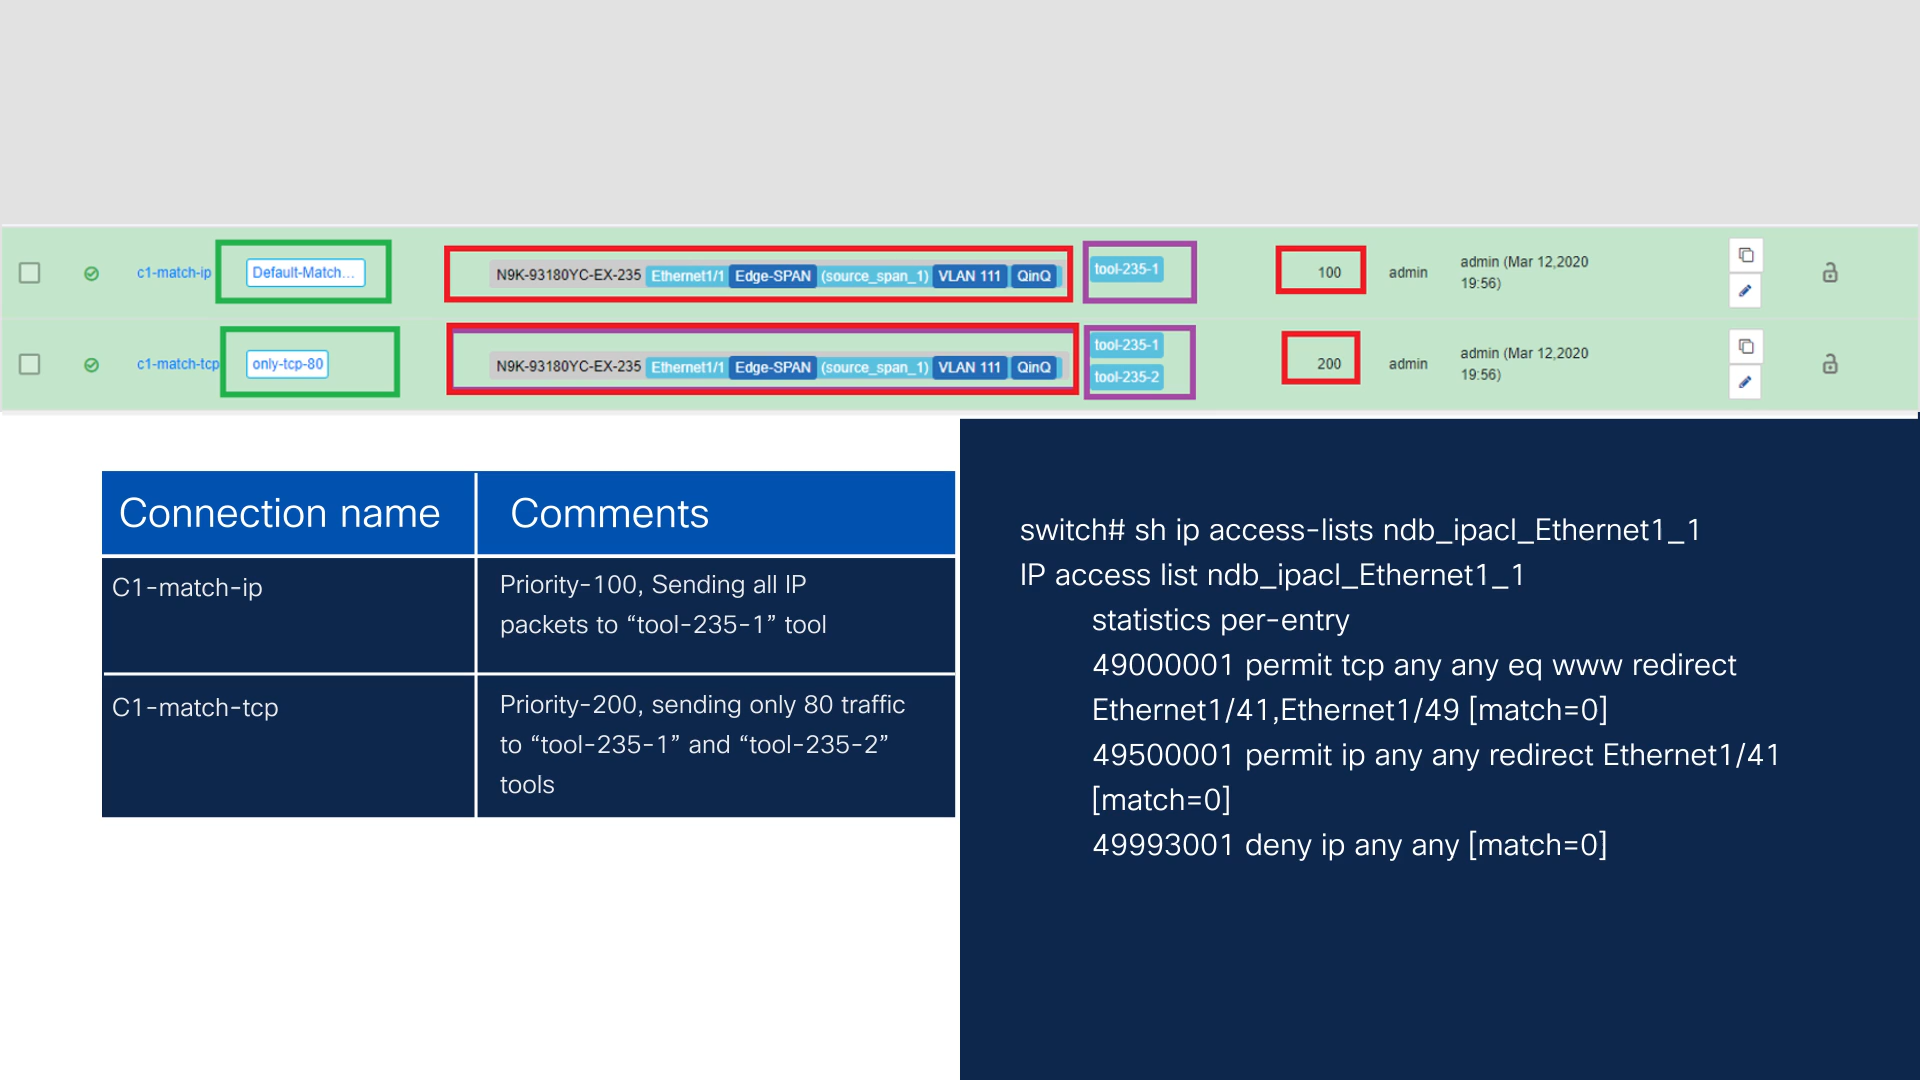 c1-match-ip Default-Match... N9K-93180YC-EX-235 Ethernet1/1 Edge-SPAN (source_span_1) VLAN 111 QinQ tool-235-1 100 admin admin (Mar 12,2020
19:56)
c1-match-tcp only-tcp-80 N9K-93180YC-EX-235 Ethernet1/1 Edge-SPAN (source_span_1) VLAN 111 QinQ tool-235-1 200 admin admin (Mar 12,2020
tool-235-2 19:56)
Connection name Comments
C1-match-ip Priority-100, Sending all IP
packets to “tool-235-1” tool
C1-match-tcp Priority-200, sending only 80 traffic
to “tool-235-1” and “tool-235-2”
tools
switch# sh ip access-lists ndb_ipacl_Ethernet1_1
IP access list ndb_ipacl_Ethernet1_1
statistics per-entry
49000001 permit tcp any any eq www redirect
Ethernet1/41,Ethernet1/49 [match=0]
49500001 permit ip any any redirect Ethernet1/41
[match=0]
49993001 deny ip any any [match=0]